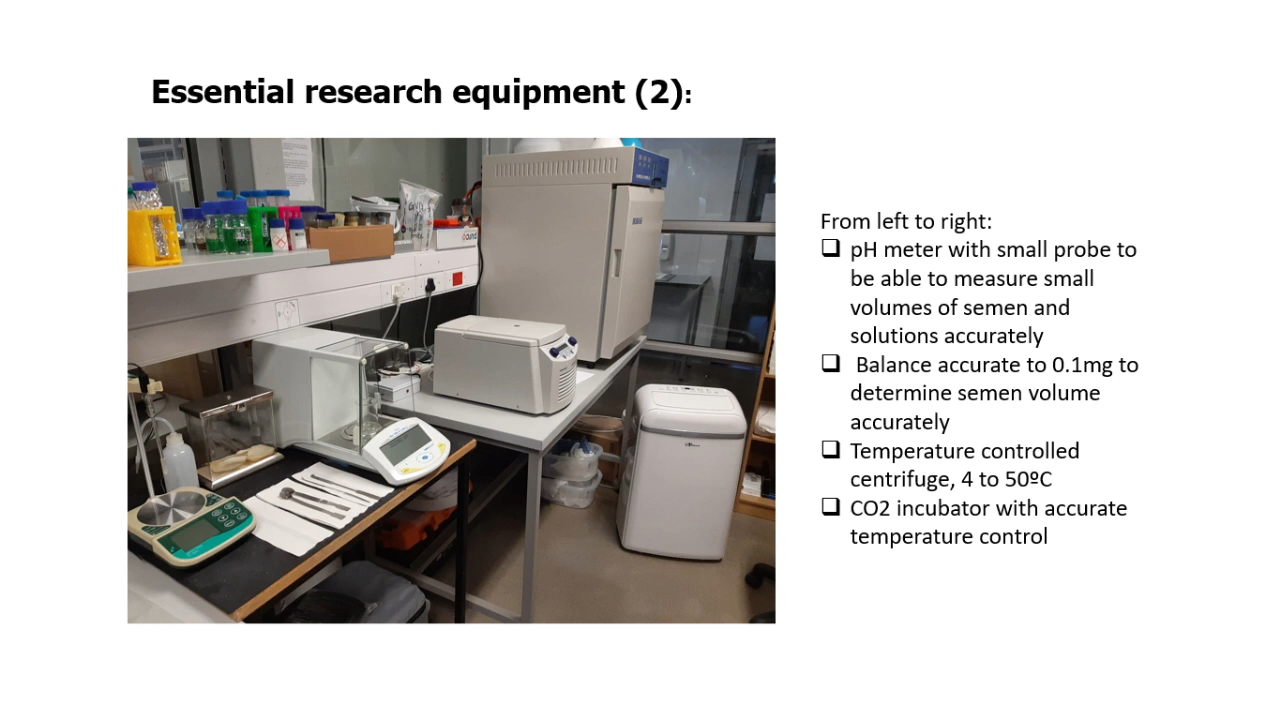 Essential research equipment (2):
From left to right:
❑ pH meter with small probe to
be able to measure small
volumes of semen and
solutions accurately
❑ Balance accurate to 0.1mg to
determine semen volume
accurately
❑ Temperature controlled
centrifuge, 4 to 50ºC
❑ CO2 incubator with accurate
temperature control